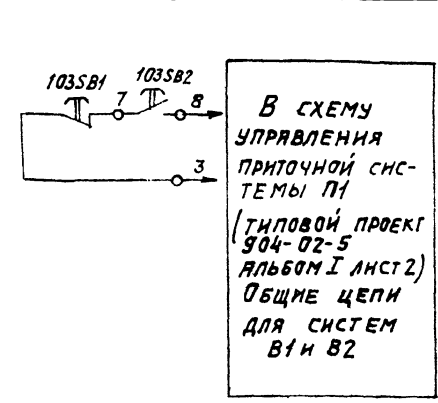 103SB1
103SB2
7
8
3
В СХЕМУ
УПРАВЛЕНИЯ
ПРИТОЧНОЙ СИС-
ТЕМЫ П1
(ТИПОВОЙ ПРОЕКТ
904-02-5
АЛЬБОМ I ЛИСТ 2)
ОБЩИЕ ЦЕПИ
ДЛЯ СИСТЕМ
В1 И В2